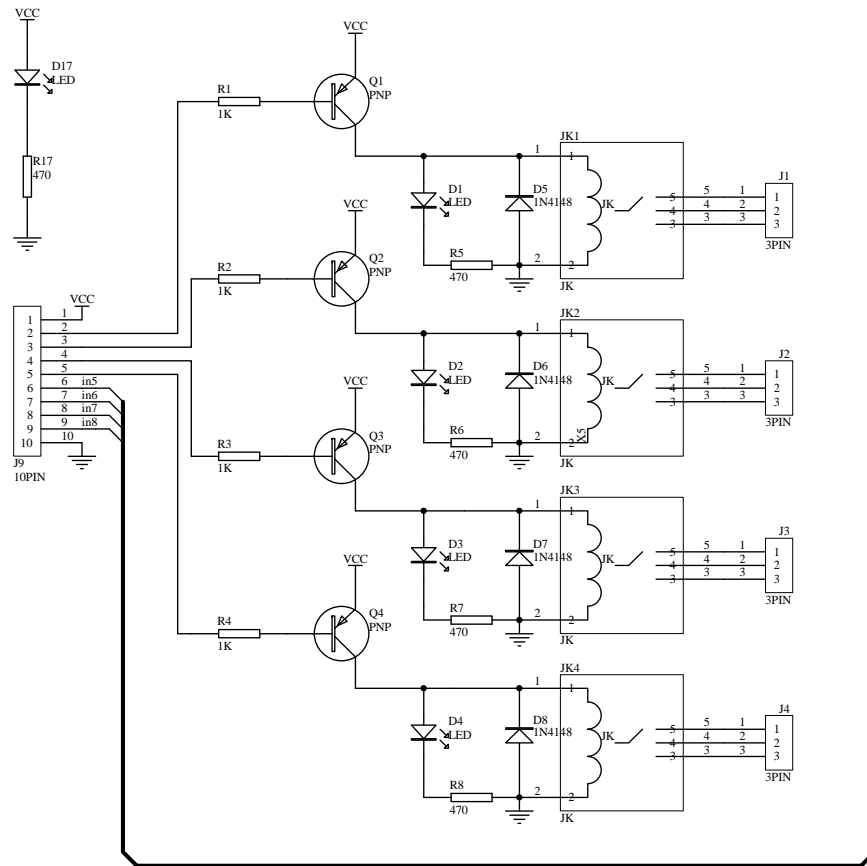 VCC
D17
LED
R17
470
VCC
Q1
PNP
R1
1K
JK1
1 1
D1
LED
D5
1N4148
JK
5 5 1 1
4 4 2 2
3 3 3 3
J1
3PIN
R5
470
2 2
JK
VCC
Q2
PNP
R2
1K
JK2
1 1
D2
LED
D6
1N4148
JK
5 5 1 1
4 4 2 2
3 3 3 3
J2
3PIN
R6
470
2 2
X5
JK
VCC
1 1
2 2
3 3
4 4
5 5
6 6 in5
7 7 in6
8 8 in7
9 9 in8
10 10
J9
10PIN
VCC
Q3
PNP
R3
1K
JK3
1 1
D3
LED
D7
1N4148
JK
5 5 1 1
4 4 2 2
3 3 3 3
J3
3PIN
R7
470
2 2
JK
VCC
Q4
PNP
R4
1K
JK4
1 1
D4
LED
D8
1N4148
JK
5 5 1 1
4 4 2 2
3 3 3 3
J4
3PIN
R8
470
2 2
JK